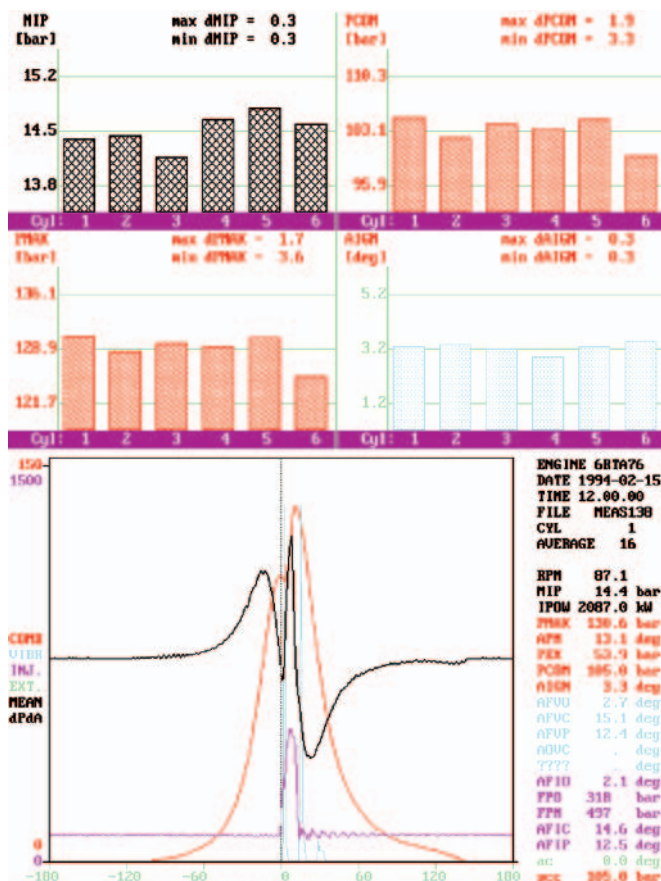 MIP max dMIP = 0.3
[bar] min dMIP = 0.3
15.2
14.5
13.8
Cyl: 1 2 3 4 5 6
PCOM max dPCOM = 1.9
[bar] min dPCOM = 3.3
110.3
103.1
95.9
Cyl: 1 2 3 4 5 6
PMAK max dPMAK = 1.7
[bar] min dPMAK = 3.6
136.1
128.9
121.7
Cyl: 1 2 3 4 5 6
AIGN max dAIGN = 0.3
[deg] min dAIGN = 0.3
5.2
3.2
1.2
Cyl: 1 2 3 4 5 6
150
1500
COMB
VIBR
INJ.
EXT.
MEAN
dPdA
0
0
-180 -120 -60 0 60 120 180
ENGINE 6RTA76
DATE 1994-02-15
TIME 12.00.00
FILE MEAS138
CYL 1
AVERAGE 16
RPM 87.1
MIP 14.4 bar
IPOW 2087.0 kW
PMAK 130.6 bar
APM 13.1 deg
PEX 53.9 bar
PCOM 105.0 bar
AIGN 3.3 deg
AFVO 2.7 deg
AFVC 15.1 deg
AFVP 12.4 deg
AOVC . deg
???? . deg
AFIO 2.1 deg
FPO 318 bar
FPM 497 bar
AFIC 14.6 deg
AFIP 12.5 deg
ac 0.0 deg
105.0 bar